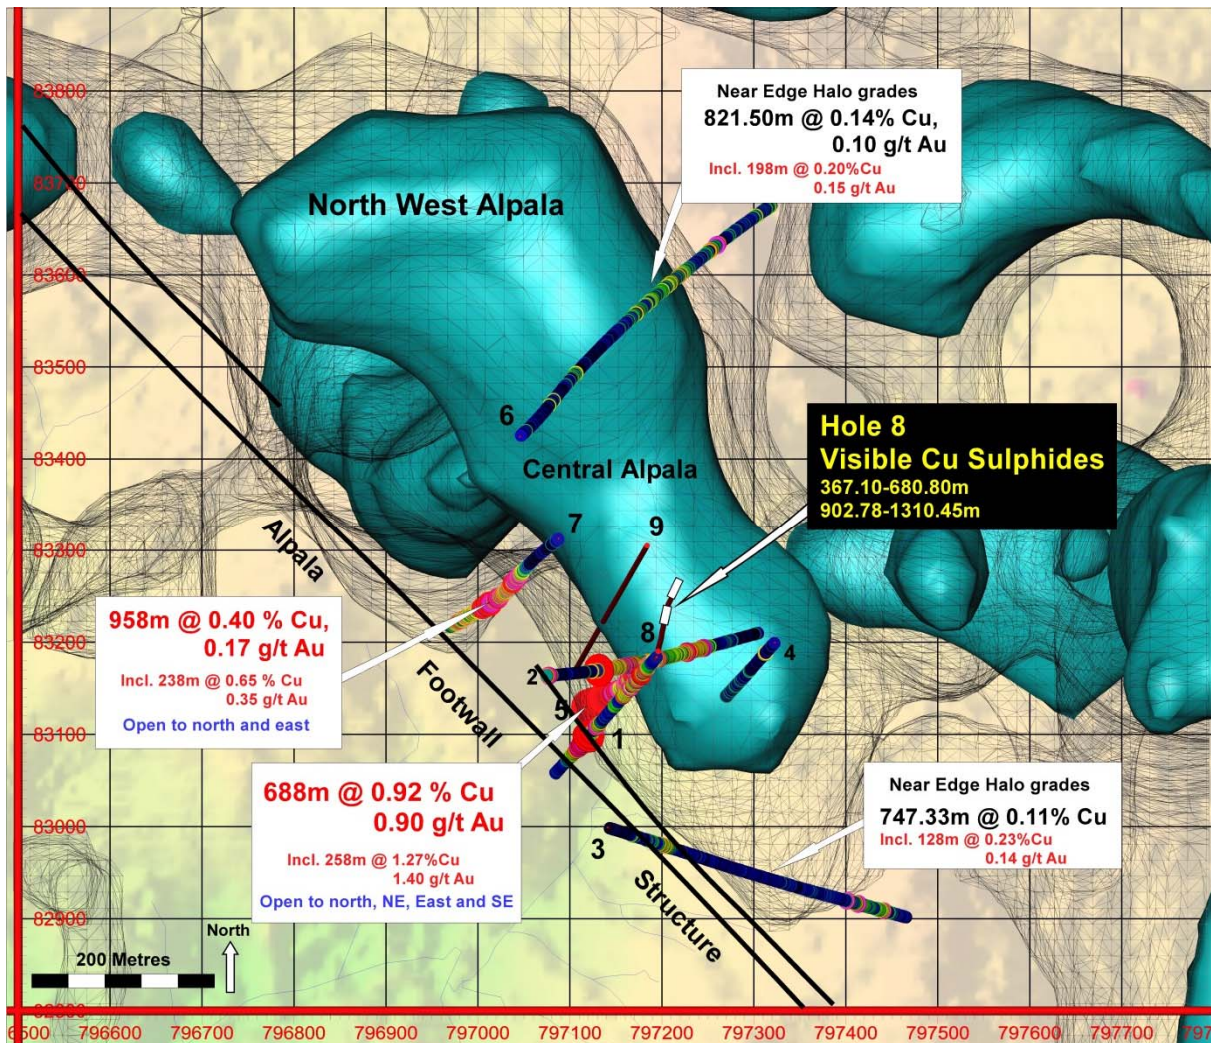 83800
Near Edge Halo grades
821.50m @ 0.14% Cu,
0.10 g/t Au
Incl. 198m @ 0.20%Cu
0.15 g/t Au
83700
North West Alpala
83600
83500
6
83400
Hole 8
Visible Cu Sulphides
367.10-680.80m
902.78-1310.45m
Central Alpala
Alpala
7
9
83300
958m @ 0.40 % Cu,
0.17 g/t Au
Incl. 238m @ 0.65 % Cu
0.35 g/t Au
Open to north and east
83200
8
4
2
Footwall
5
1
83100
688m @ 0.92 % Cu
0.90 g/t Au
Incl. 258m @ 1.27%Cu
1.40 g/t Au
Open to north, NE, East and SE
Near Edge Halo grades
747.33m @ 0.11% Cu
Incl. 128m @ 0.23%Cu
0.14 g/t Au
83000
3
Structure
82900
North
200 Metres
6500
796600
796700
796800
796900
797000
797100
797200
797300
797400
797500
797600
797700